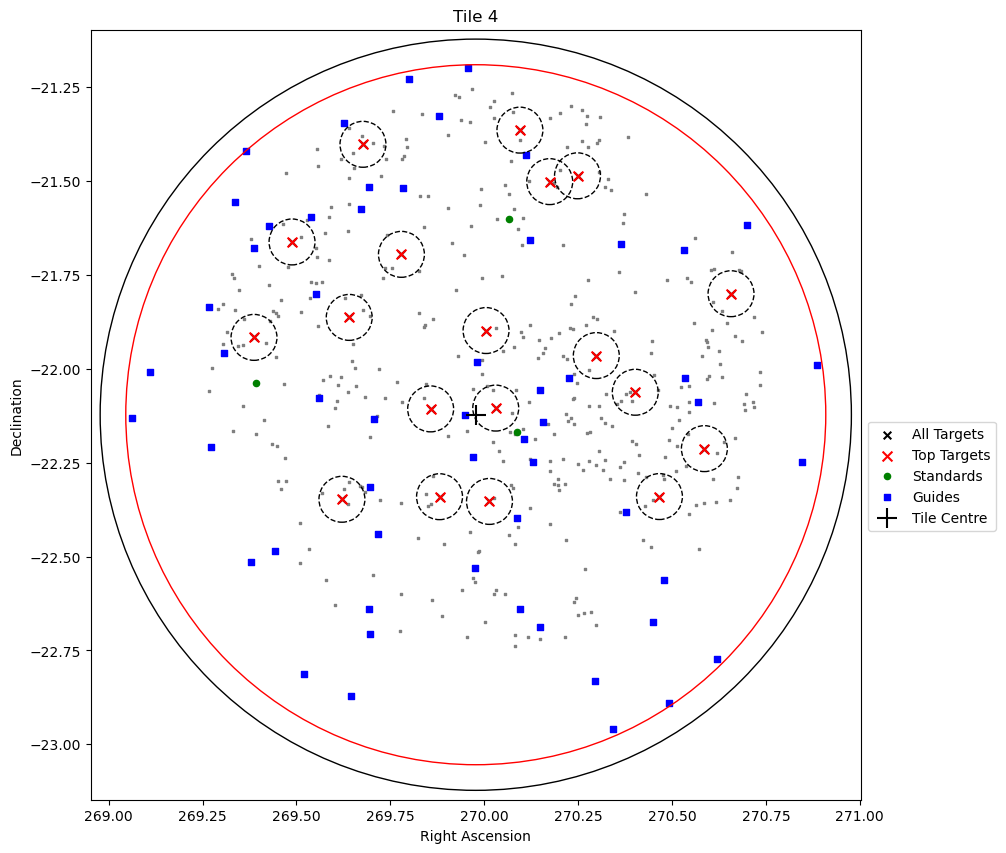 Tile 4
−21.25
−21.50
−21.75
−22.00
−22.25
−22.50
−22.75
−23.00
Declination
269.00 269.25 269.50 269.75 270.00 270.25 270.50 270.75 271.00
Right Ascension
All Targets
Top Targets
Standards
Guides
Tile Centre